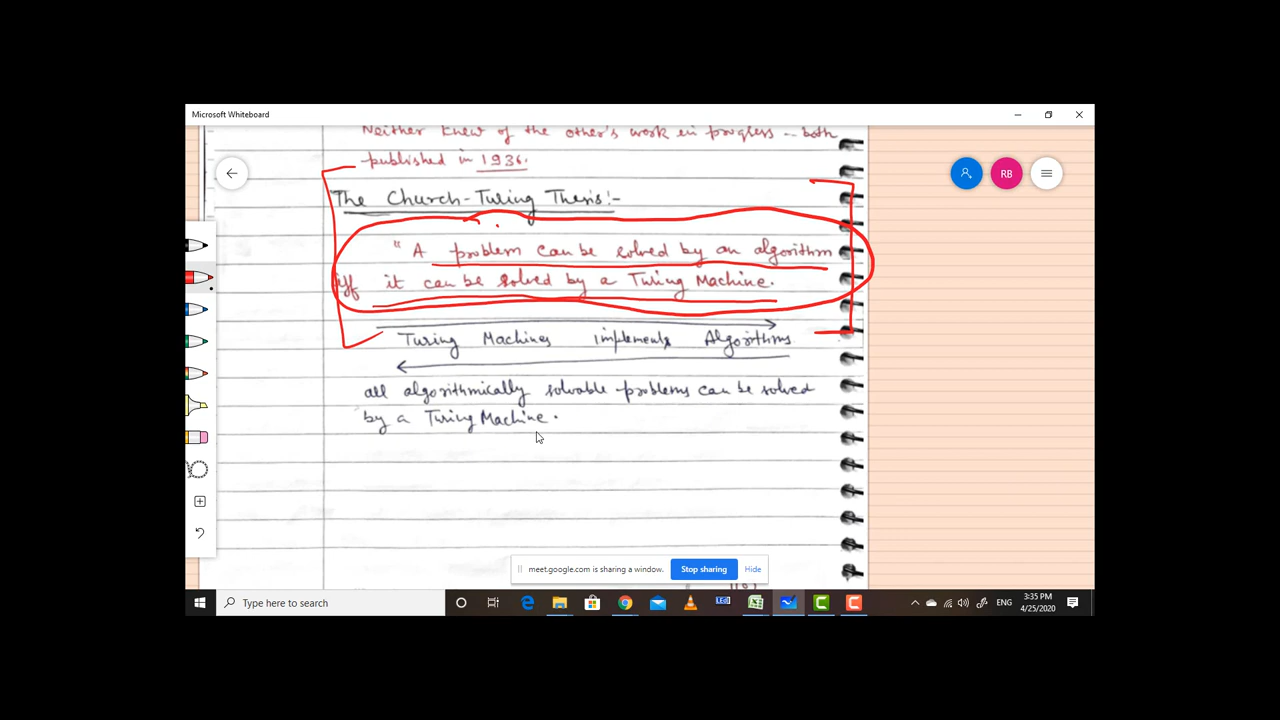 Microsoft Whiteboard
Neither knew of the other's work in progress - both
published in 1936.
RB
The Church-Turing Thesis:-
" A problem can be solved by an algorithm
iff it can be solved by a Turing Machine.
Turing Machines implements Algorithms
all algorithmically solvable problems can be solved
by a Turing Machine.
meet.google.com is sharing a window.
Stop sharing
Hide
Type here to search
ENG
3:35 PM
4/25/2020